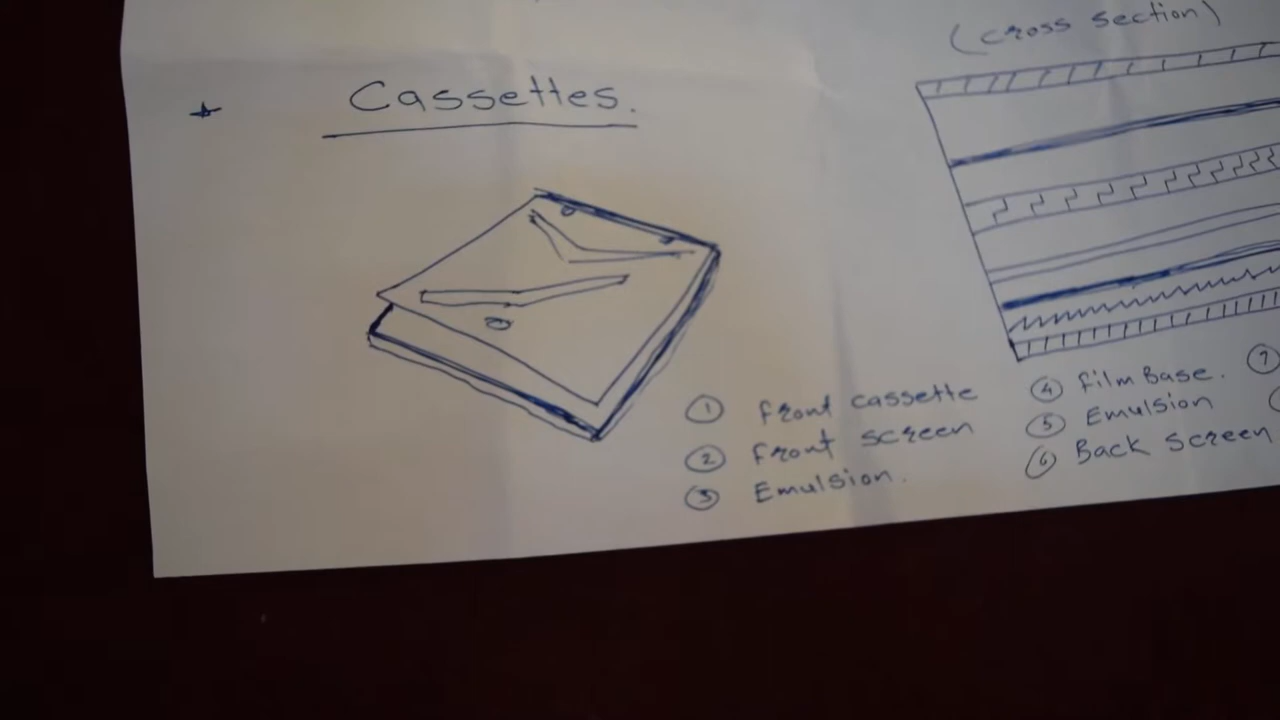 (cross section)
Cassettes.
① front cassette
② front screen
③ Emulsion.
④ film Base.
⑤ Emulsion
⑥ Back screen
⑦